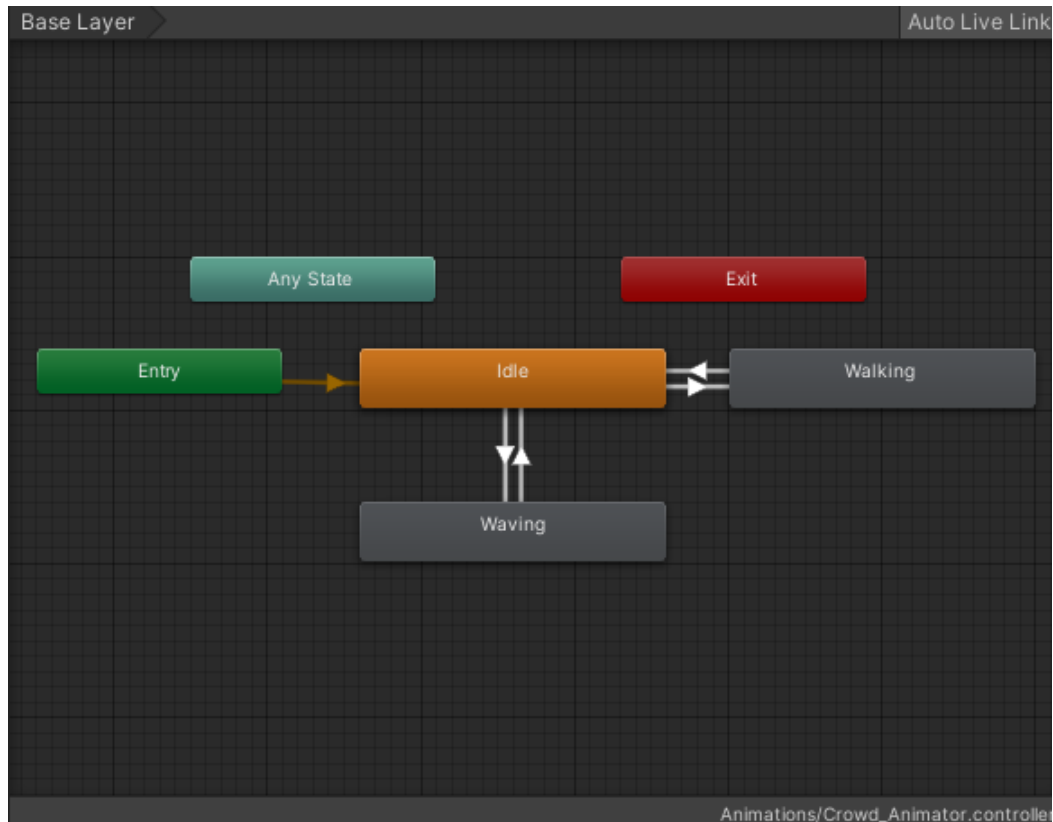 Base Layer
Auto Live Link
Any State
Exit
Entry
Idle
Walking
Waving
Animations/Crowd_Animator.controller